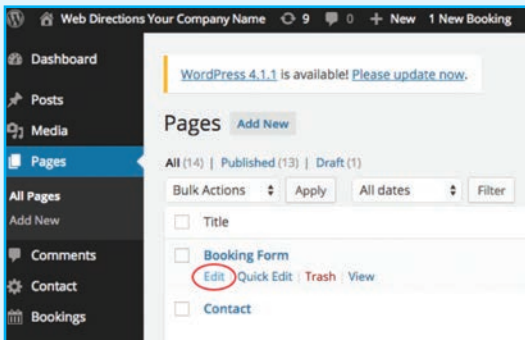 Web Directions Your Company Name 9 0 + New 1 New Booking
Dashboard
Posts
Media
Pages
All Pages
Add New
Comments
Contact
Bookings
WordPress 4.1.1 is available! Please update now.
Pages Add New
All (14) | Published (13) | Draft (1)
Bulk Actions Apply All dates Filter
Title
Booking Form
Edit | Quick Edit | Trash | View
Contact